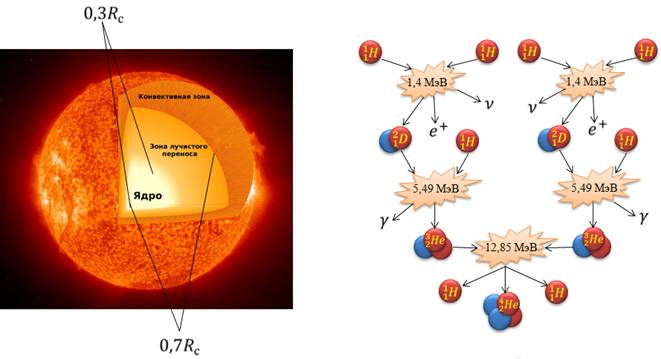 0,3R_c
Конвективная зона
Зона лучистого
переноса
Ядро
0,7R_c
¹₁H ¹₁H ¹₁H ¹₁H
1,4 МэВ 1,4 МэВ
ν ν
e⁺ e⁺
²₁D ¹₁H ²₁D ¹₁H
5,49 МэВ 5,49 МэВ
γ γ
³₂He 12,85 МэВ ³₂He
¹₁H ⁴₂He ¹₁H